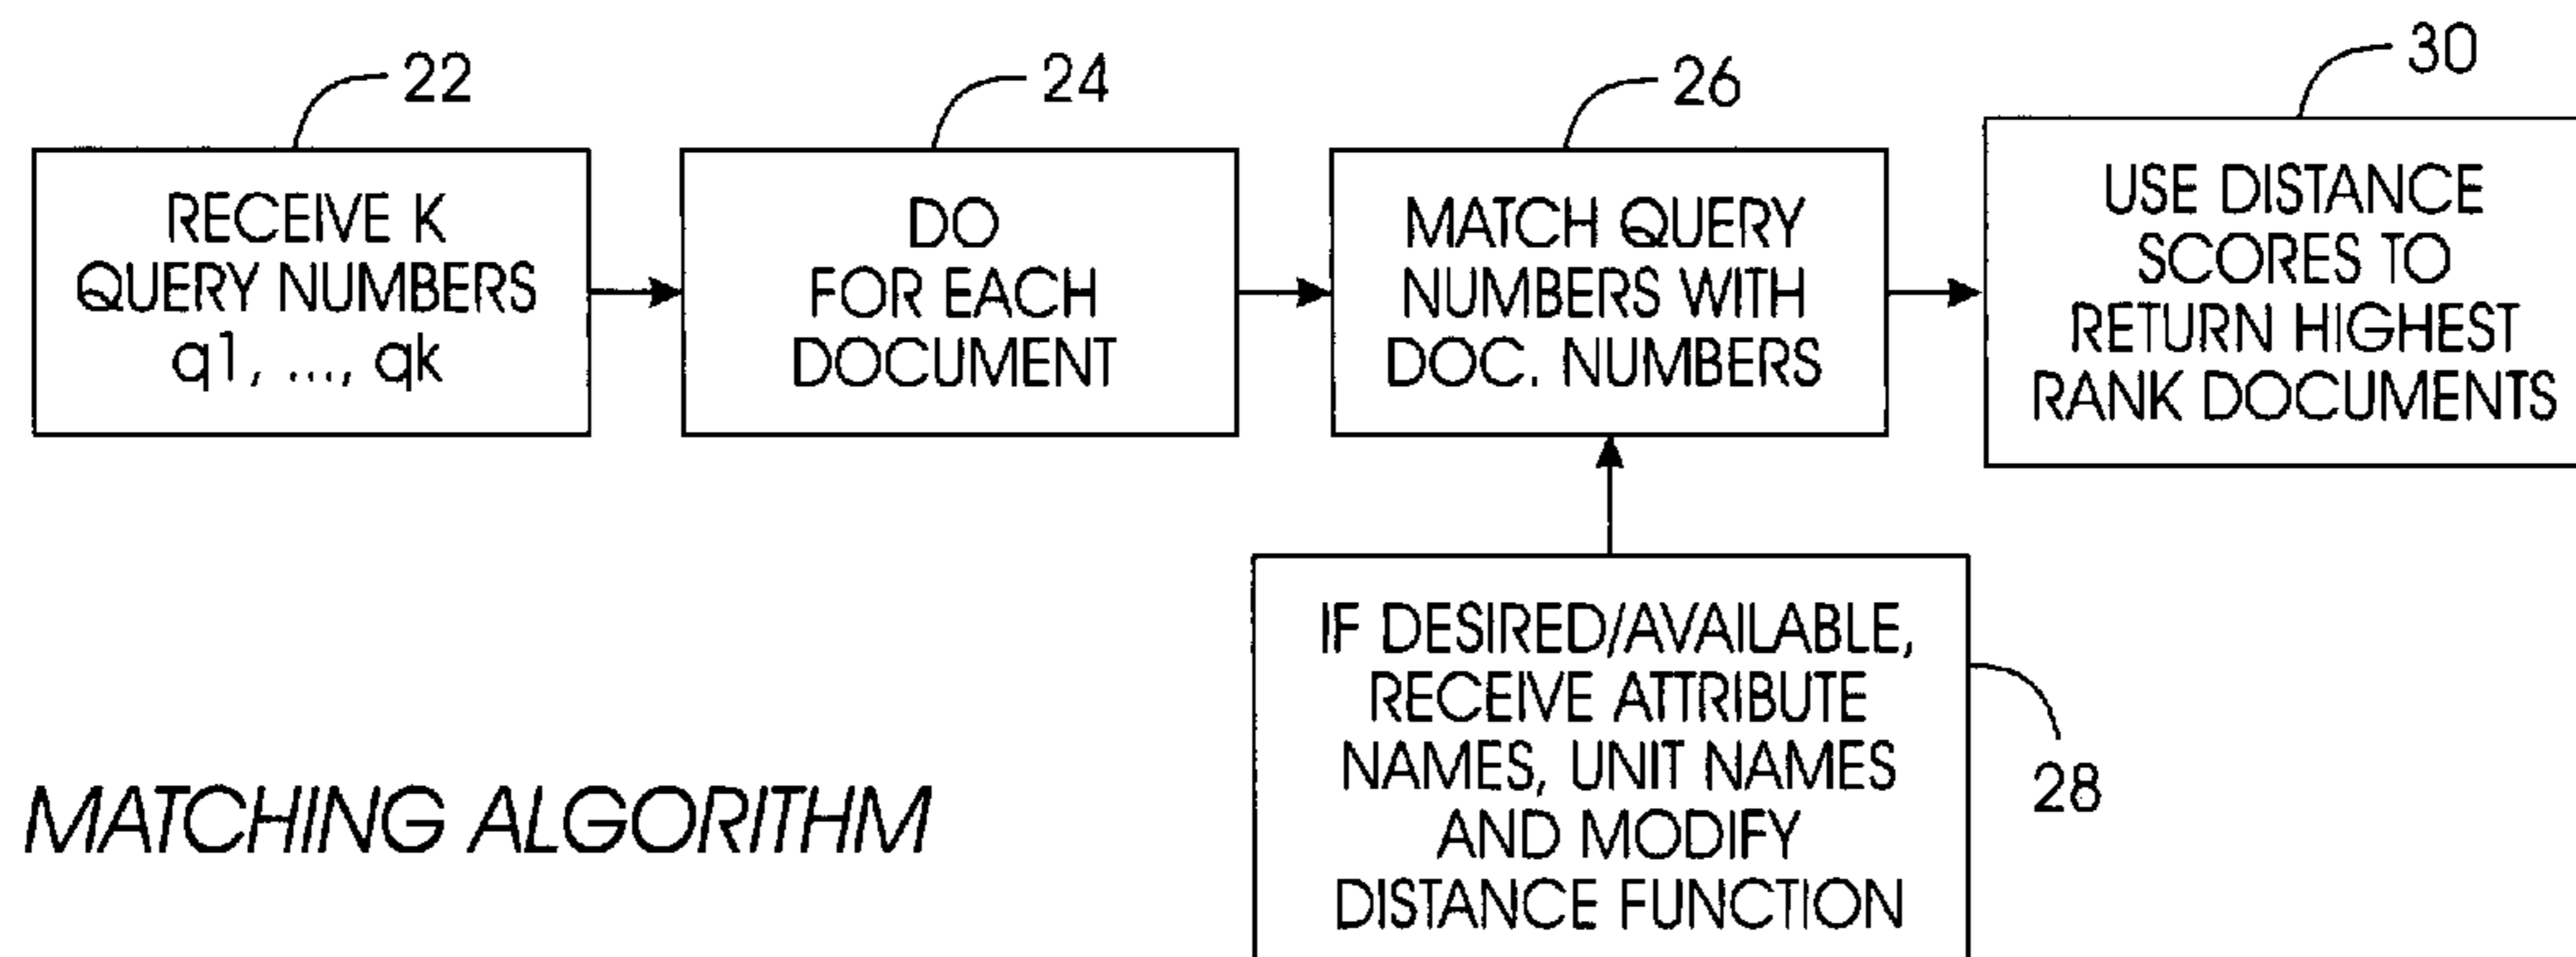 22
RECEIVE K
QUERY NUMBERS
q1, ..., qk
24
DO
FOR EACH
DOCUMENT
26
MATCH QUERY
NUMBERS WITH
DOC. NUMBERS
30
USE DISTANCE
SCORES TO
RETURN HIGHEST
RANK DOCUMENTS
IF DESIRED/AVAILABLE,
RECEIVE ATTRIBUTE
NAMES, UNIT NAMES
AND MODIFY
DISTANCE FUNCTION
28
MATCHING ALGORITHM